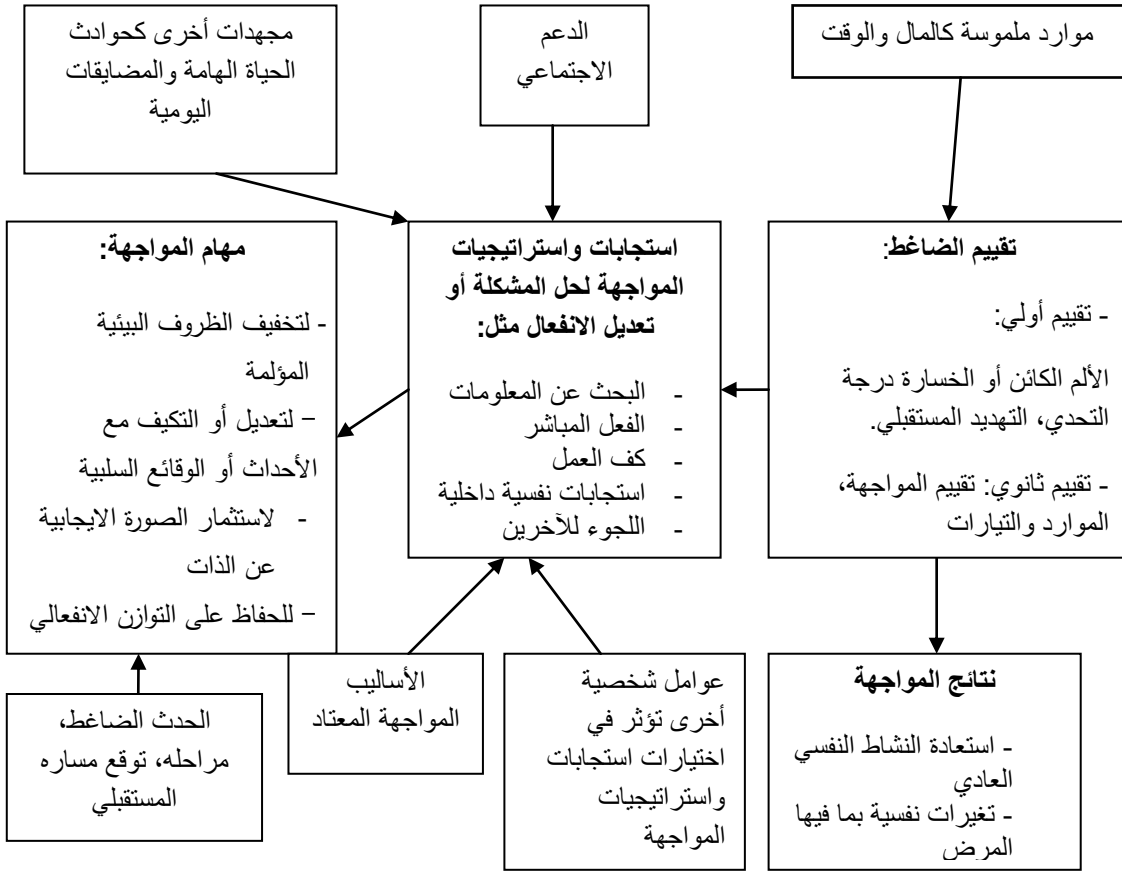 موارد ملموسة كالمال والوقت
الدعم
الاجتماعي
مجهدات أخرى كحوادث
الحياة الهامة والمضايقات
اليومية
تقييم الضاغط:
- تقييم أولي:
الألم الكائن أو الخسارة درجة
التحدي، التهديد المستقبلي.
- تقييم ثانوي: تقييم المواجهة،
الموارد والتيارات
استجابات واستراتيجيات
المواجهة لحل المشكلة أو
تعديل الانفعال مثل:
- البحث عن المعلومات
- الفعل المباشر
- كف العمل
- استجابات نفسية داخلية
- اللجوء للآخرين
مهام المواجهة:
- لتخفيف الظروف البيئية
المؤلمة
– لتعديل أو التكيف مع
الأحداث أو الوقائع السلبية
- لاستثمار الصورة الايجابية
عن الذات
– للحفاظ على التوازن الانفعالي
نتائج المواجهة
- استعادة النشاط النفسي
العادي
- تغيرات نفسية بما فيها
المرض
عوامل شخصية
أخرى تؤثر في
اختيارات استجابات
واستراتيجيات
المواجهة
الأساليب
المواجهة المعتاد
الحدث الضاغط،
مراحله، توقع مساره
المستقبلي